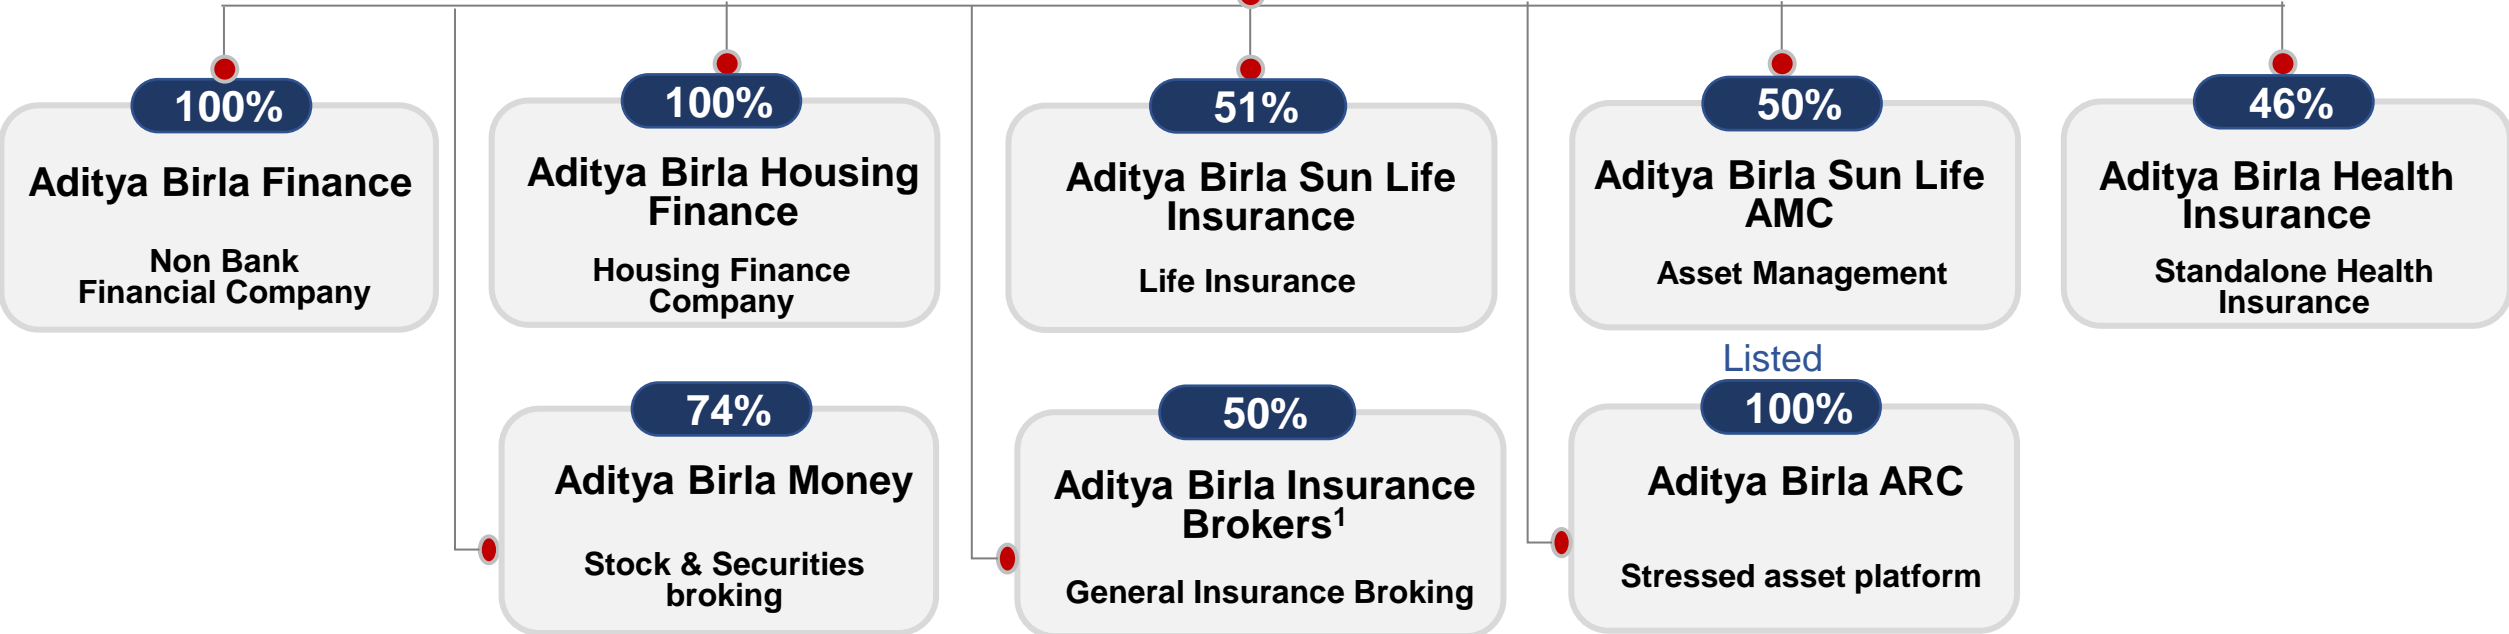 100%
Aditya Birla Finance
Non Bank
Financial Company
100%
Aditya Birla Housing
Finance
Housing Finance
Company
51%
Aditya Birla Sun Life
Insurance
Life Insurance
50%
Aditya Birla Sun Life
AMC
Asset Management
Listed
46%
Aditya Birla Health
Insurance
Standalone Health
Insurance
74%
Aditya Birla Money
Stock & Securities
broking
50%
Aditya Birla Insurance
Brokers¹
General Insurance Broking
100%
Aditya Birla ARC
Stressed asset platform